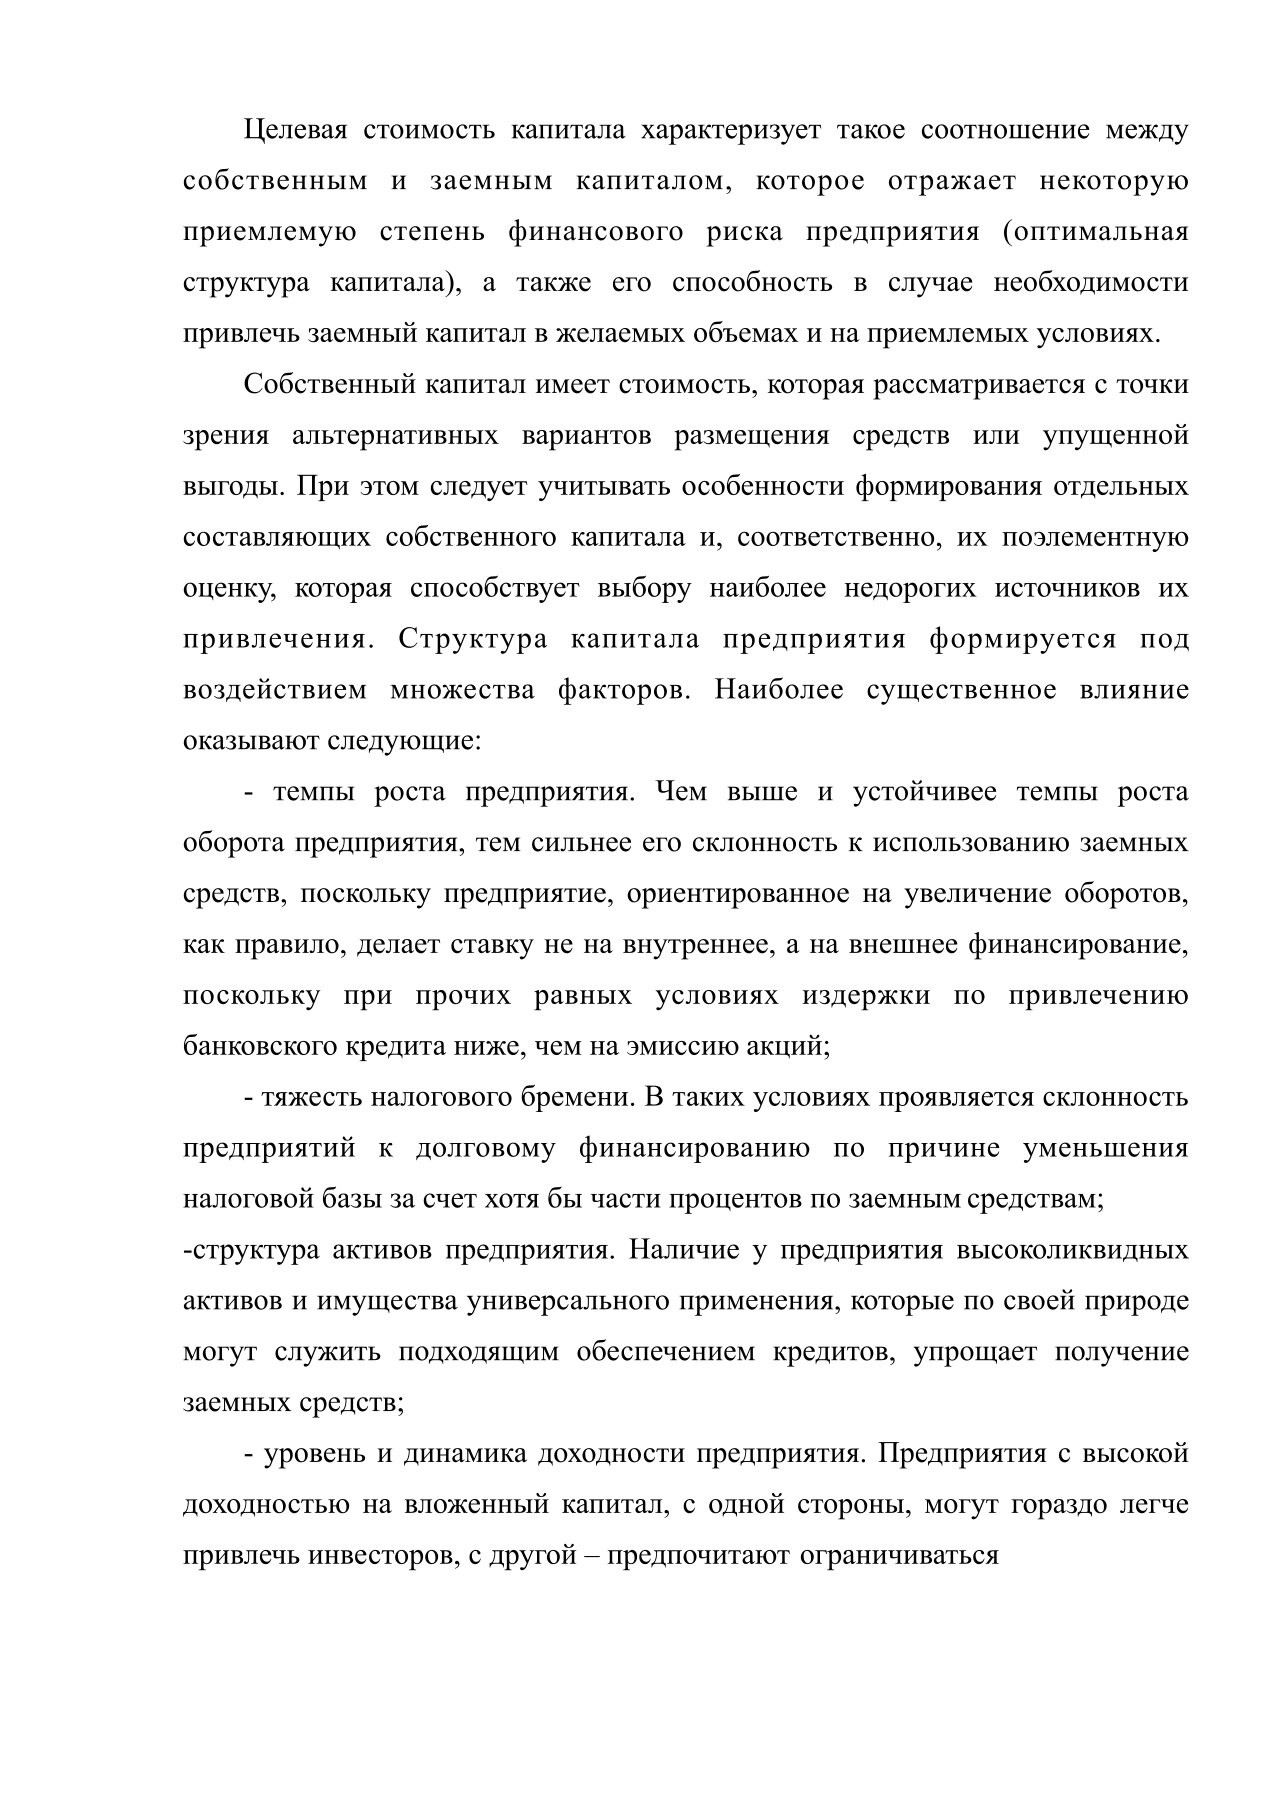 Целевая стоимость капитала характеризует такое соотношение между
собственным и заемным капиталом, которое отражает некоторую
приемлемую степень финансового риска предприятия (оптимальная
структура капитала), а также его способность в случае необходимости
привлечь заемный капитал в желаемых объемах и на приемлемых условиях.
Собственный капитал имеет стоимость, которая рассматривается с точки
зрения альтернативных вариантов размещения средств или упущенной
выгоды. При этом следует учитывать особенности формирования отдельных
составляющих собственного капитала и, соответственно, их поэлементную
оценку, которая способствует выбору наиболее недорогих источников их
привлечения. Структура капитала предприятия формируется под
воздействием множества факторов. Наиболее существенное влияние
оказывают следующие:
- темпы роста предприятия. Чем выше и устойчивее темпы роста
оборота предприятия, тем сильнее его склонность к использованию заемных
средств, поскольку предприятие, ориентированное на увеличение оборотов,
как правило, делает ставку не на внутреннее, а на внешнее финансирование,
поскольку при прочих равных условиях издержки по привлечению
банковского кредита ниже, чем на эмиссию акций;
- тяжесть налогового бремени. В таких условиях проявляется склонность
предприятий к долговому финансированию по причине уменьшения
налоговой базы за счет хотя бы части процентов по заемным средствам;
-структура активов предприятия. Наличие у предприятия высоколиквидных
активов и имущества универсального применения, которые по своей природе
могут служить подходящим обеспечением кредитов, упрощает получение
заемных средств;
- уровень и динамика доходности предприятия. Предприятия с высокой
доходностью на вложенный капитал, с одной стороны, могут гораздо легче
привлечь инвесторов, с другой – предпочитают ограничиваться